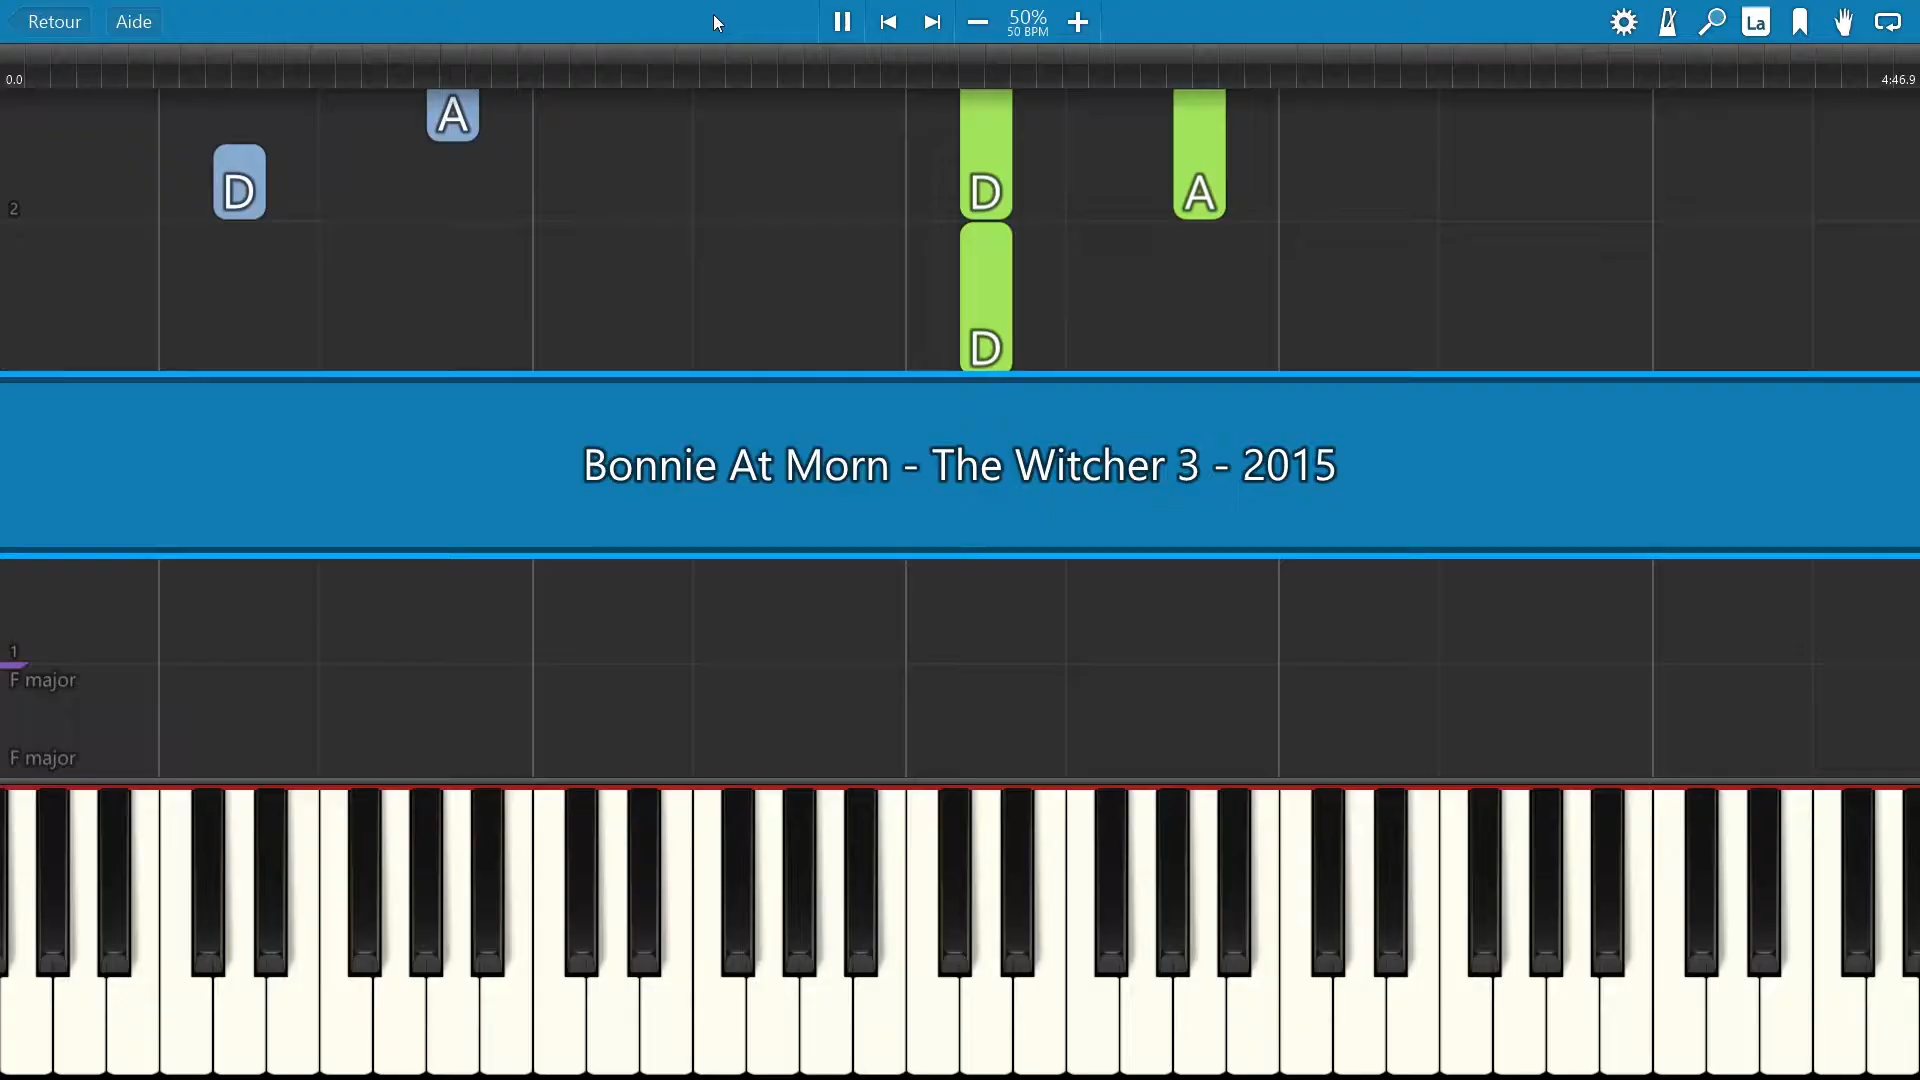 Retour
Aide
50%
50 BPM
La
0.0
4:46.9
A
D
D
A
2
D
Bonnie At Morn - The Witcher 3 - 2015
1
F major
F major